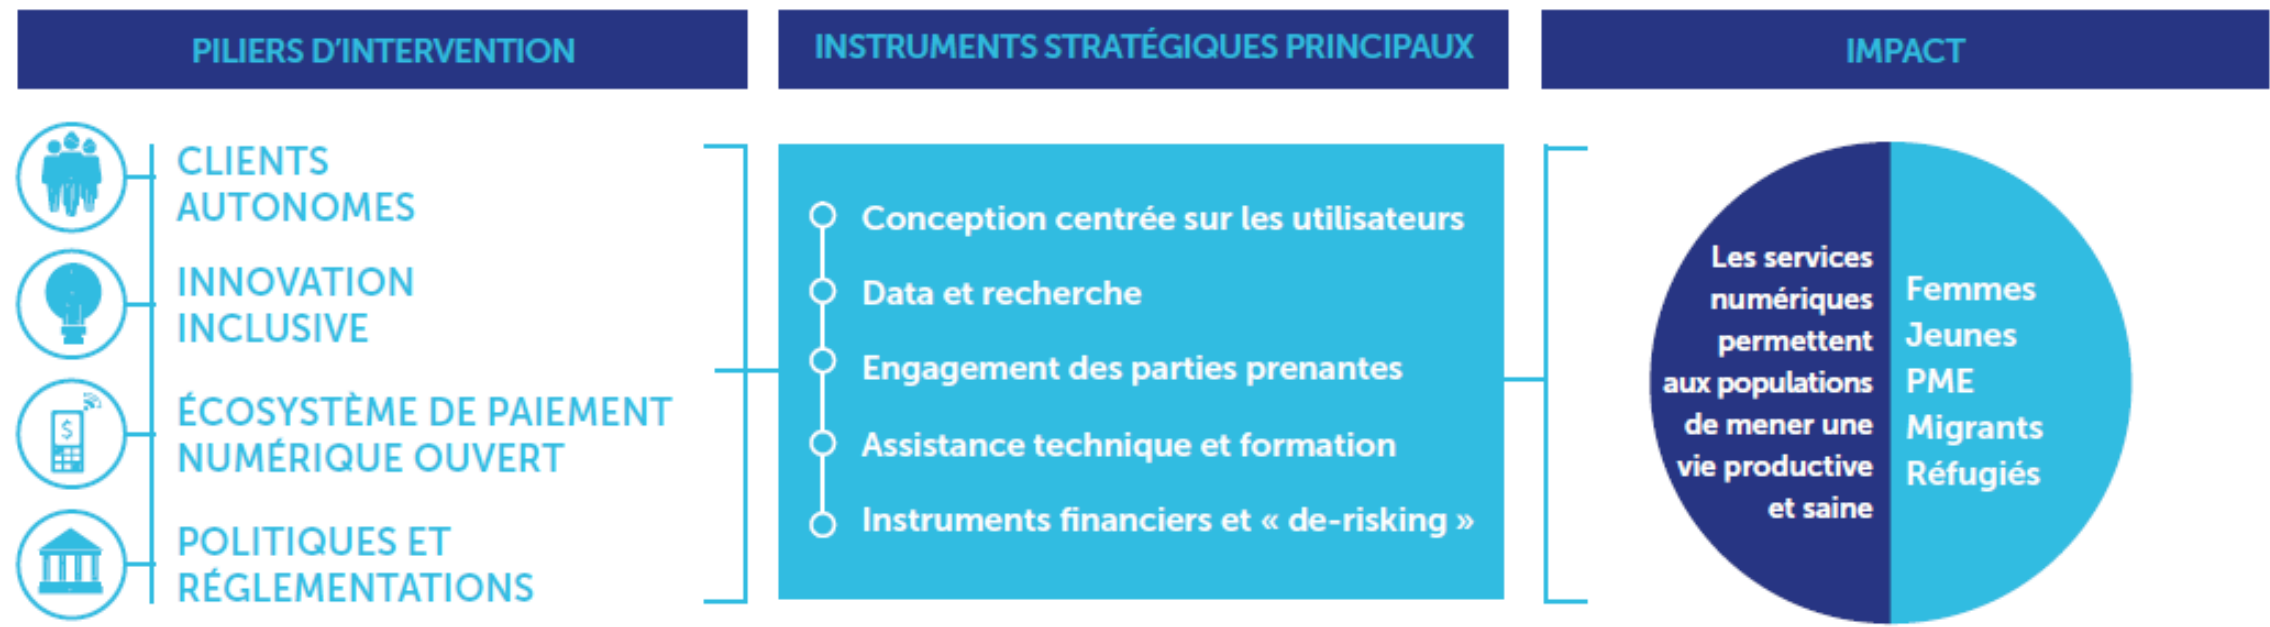 PILIERS D'INTERVENTION
CLIENTS
AUTONOMES
INNOVATION
INCLUSIVE
$
ÉCOSYSTÈME DE PAIEMENT
NUMÉRIQUE OUVERT
POLITIQUES ET
RÉGLEMENTATIONS
INSTRUMENTS STRATÉGIQUES PRINCIPAUX
Conception centrée sur les utilisateurs
Data et recherche
Engagement des parties prenantes
Assistance technique et formation
Instruments financiers et « de-risking »
IMPACT
Les services
numériques
permettent
aux populations
de mener une
vie productive
et saine
Femmes
Jeunes
PME
Migrants
Réfugiés